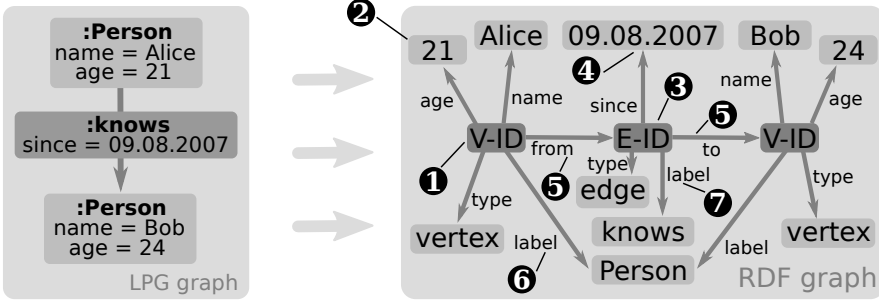 :Person
name = Alice
age = 21
:knows
since = 09.08.2007
:Person
name = Bob
age = 24
LPG graph
2
21
Alice
09.08.2007
Bob
24
4
age
name
since
3
5
name
age
1
V-ID
from
5
E-ID
to
V-ID
type
type
label
7
type
edge
vertex
label
6
knows
label
vertex
Person
RDF graph